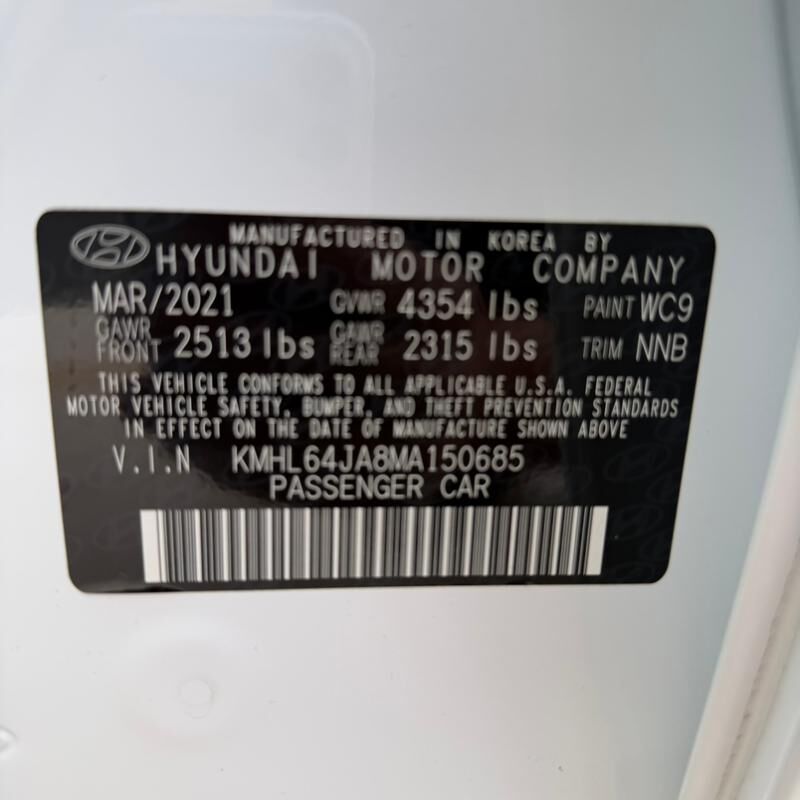 MANUFACTURED IN KOREA BY
HYUNDAI MOTOR COMPANY
MAR/2021 GVWR 4354 lbs PAINT WC9
GAWR FRONT 2513 lbs GAWR REAR 2315 lbs TRIM NNB
THIS VEHICLE CONFORMS TO ALL APPLICABLE U.S.A. FEDERAL
MOTOR VEHICLE SAFETY, BUMPER, AND THEFT PREVENTION STANDARDS
IN EFFECT ON THE DATE OF MANUFACTURE SHOWN ABOVE
V.I.N KMHL64JA8MA150685
PASSENGER CAR